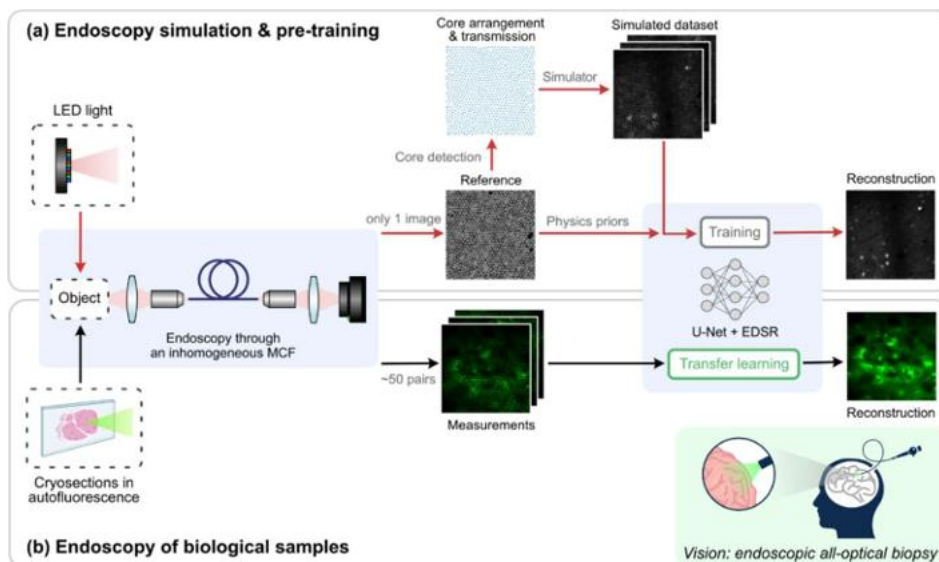 (a) Endoscopy simulation & pre-training
Core arrangement
& transmission
Simulated dataset
Simulator
LED light
Core detection
Reference
Reconstruction
only 1 image
Physics priors
Training
Object
Endoscopy through
an inhomogeneous MCF
U-Net + EDSR
~50 pairs
Transfer learning
Measurements
Reconstruction
Cryosections in
autofluorescence
(b) Endoscopy of biological samples
Vision: endoscopic all-optical biopsy